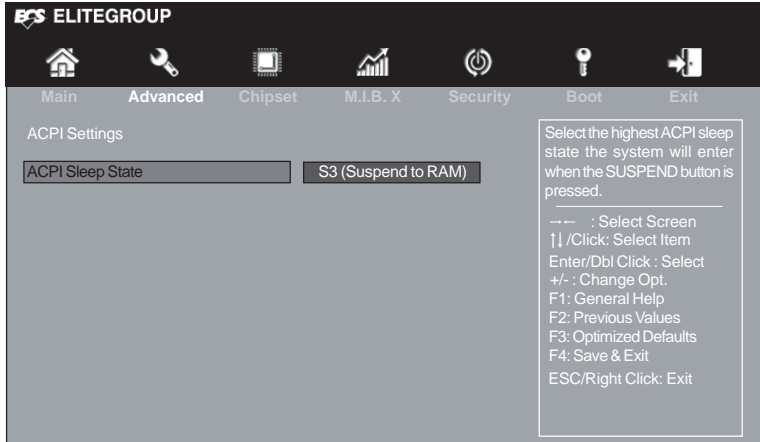 ECS ELITEGROUP
Main Advanced Chipset M.I.B. X Security Boot Exit
ACPI Settings
ACPI Sleep State S3 (Suspend to RAM)
Select the highest ACPI sleep
state the system will enter
when the SUSPEND button is
pressed.
→← : Select Screen
↑↓/Click: Select Item
Enter/Dbl Click : Select
+/- : Change Opt.
F1: General Help
F2: Previous Values
F3: Optimized Defaults
F4: Save & Exit
ESC/Right Click: Exit